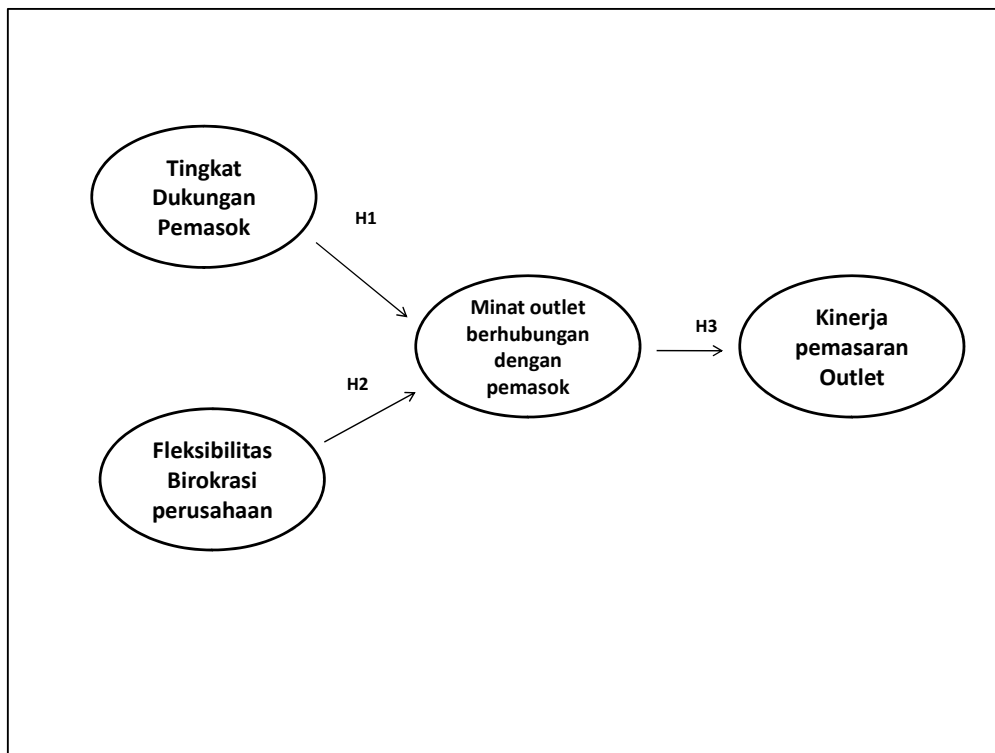 Tingkat
Dukungan
Pemasok
H1
Minat outlet
berhubungan
dengan
pemasok
H3
Kinerja
pemasaran
Outlet
H2
Fleksibilitas
Birokrasi
perusahaan